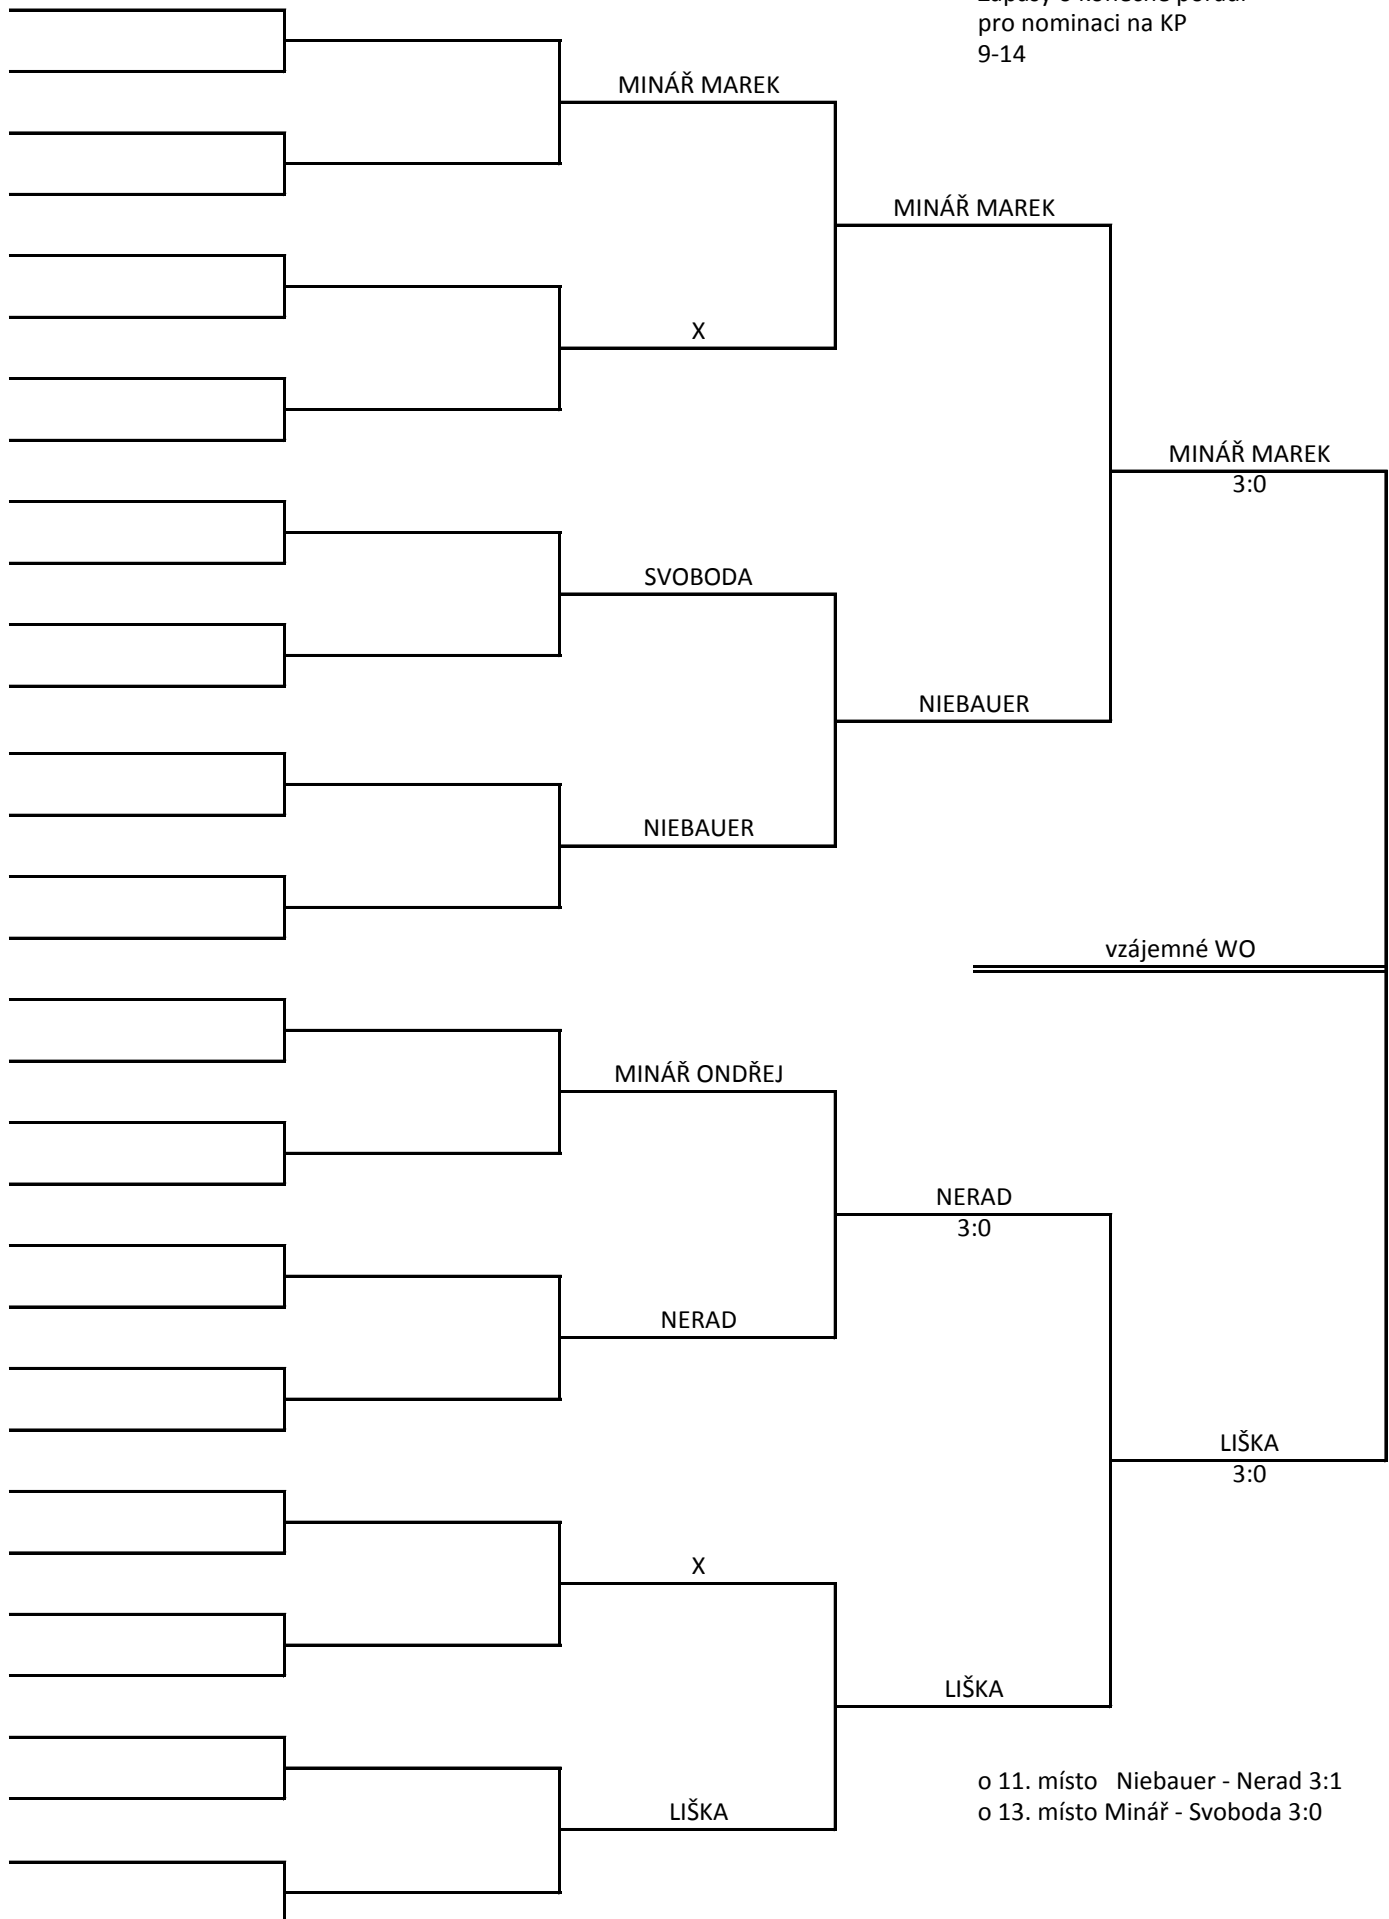 pro nominaci na KP
9-14
MINÁŘ MAREK
MINÁŘ MAREK
X
MINÁŘ MAREK
3:0
SVOBODA
NIEBAUER
NIEBAUER
vzájemné WO
MINÁŘ ONDŘEJ
NERAD
3:0
NERAD
LIŠKA
3:0
X
LIŠKA
o 11. místo Niebauer - Nerad 3:1
LIŠKA
o 13. místo Minář - Svoboda 3:0